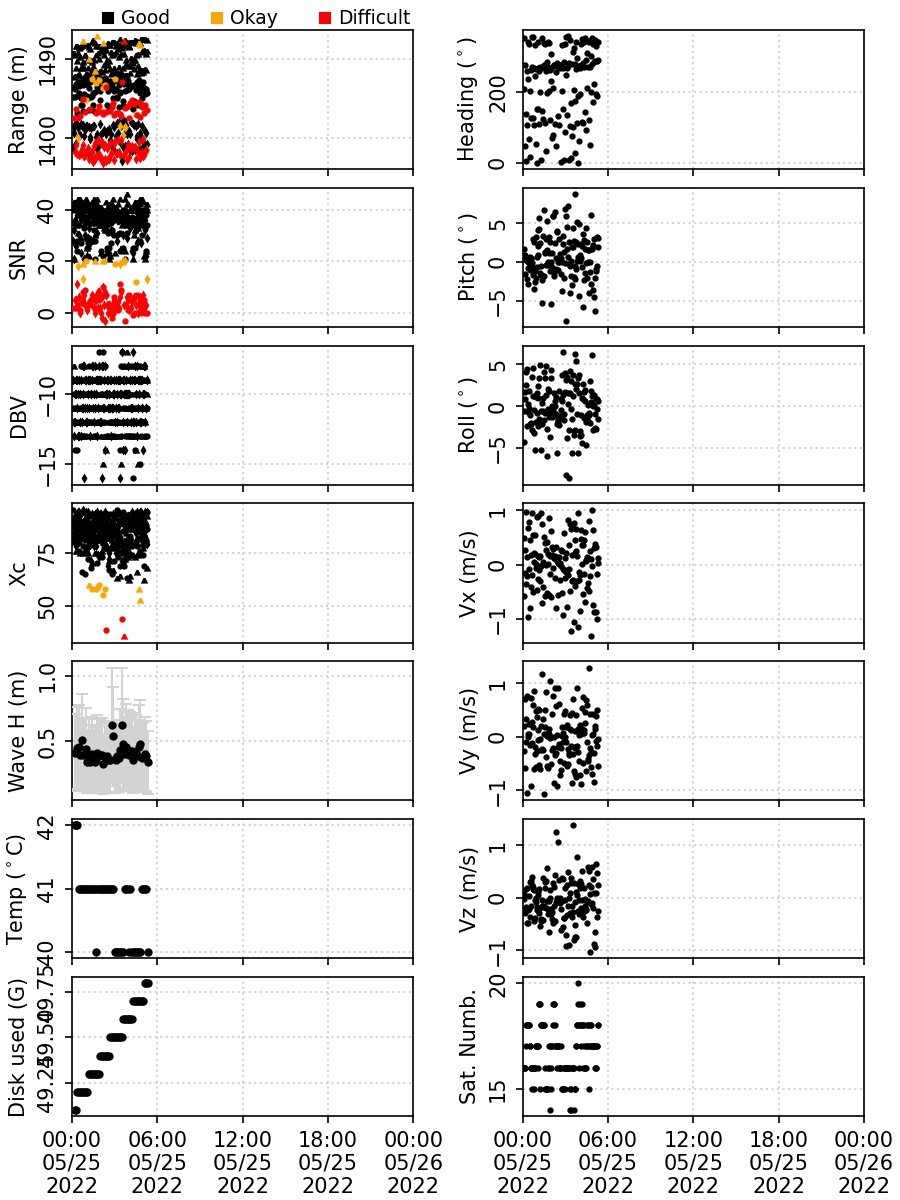 Good Okay Difficult
Range (m)
1490
1400
Heading (°)
200
0
SNR
40
20
0
Pitch (°)
5
0
−5
DBV
−10
−15
Roll (°)
5
0
−5
Xc
75
50
Vx (m/s)
1
0
−1
Wave H (m)
1.0
0.5
Vy (m/s)
1
0
−1
Temp (°C)
42
41
40
Vz (m/s)
1
0
−1
Disk used (G)
49.75
49.50
49.25
Sat. Numb.
20
15
00:00 06:00 12:00 18:00 00:00 00:00 06:00 12:00 18:00 00:00
05/25 05/25 05/25 05/25 05/26 05/25 05/25 05/25 05/25 05/26
2022 2022 2022 2022 2022 2022 2022 2022 2022 2022